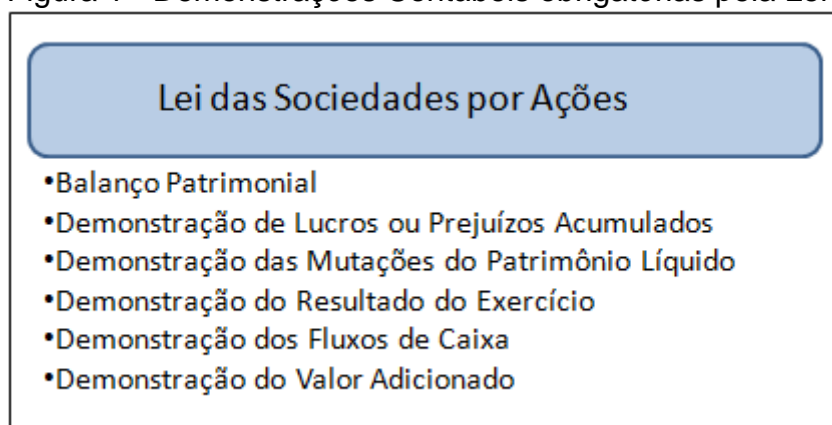 Lei das Sociedades por Ações
•Balanço Patrimonial
•Demonstração de Lucros ou Prejuízos Acumulados
•Demonstração das Mutações do Patrimônio Líquido
•Demonstração do Resultado do Exercício
•Demonstração dos Fluxos de Caixa
•Demonstração do Valor Adicionado